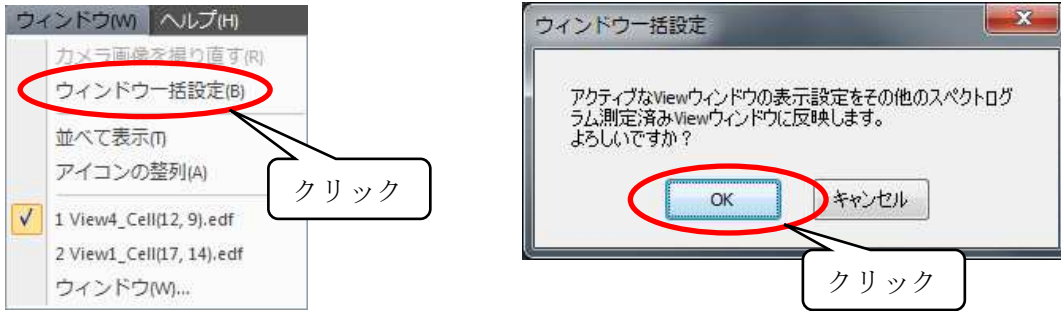 ウィンドウ(W) ヘルプ(H)
カメラ画像を撮り直す(R)
ウィンドウ一括設定(B)
並べて表示(T)
アイコンの整列(A)
クリック
1 View4_Cell(12, 9).edf
2 View1_Cell(17, 14).edf
ウィンドウ(W)...
ウィンドウ一括設定
アクティブなViewウィンドウの表示設定をその他のスペクトログ
ラム測定済みViewウィンドウに反映します。
よろしいですか？
OK
キャンセル
クリック